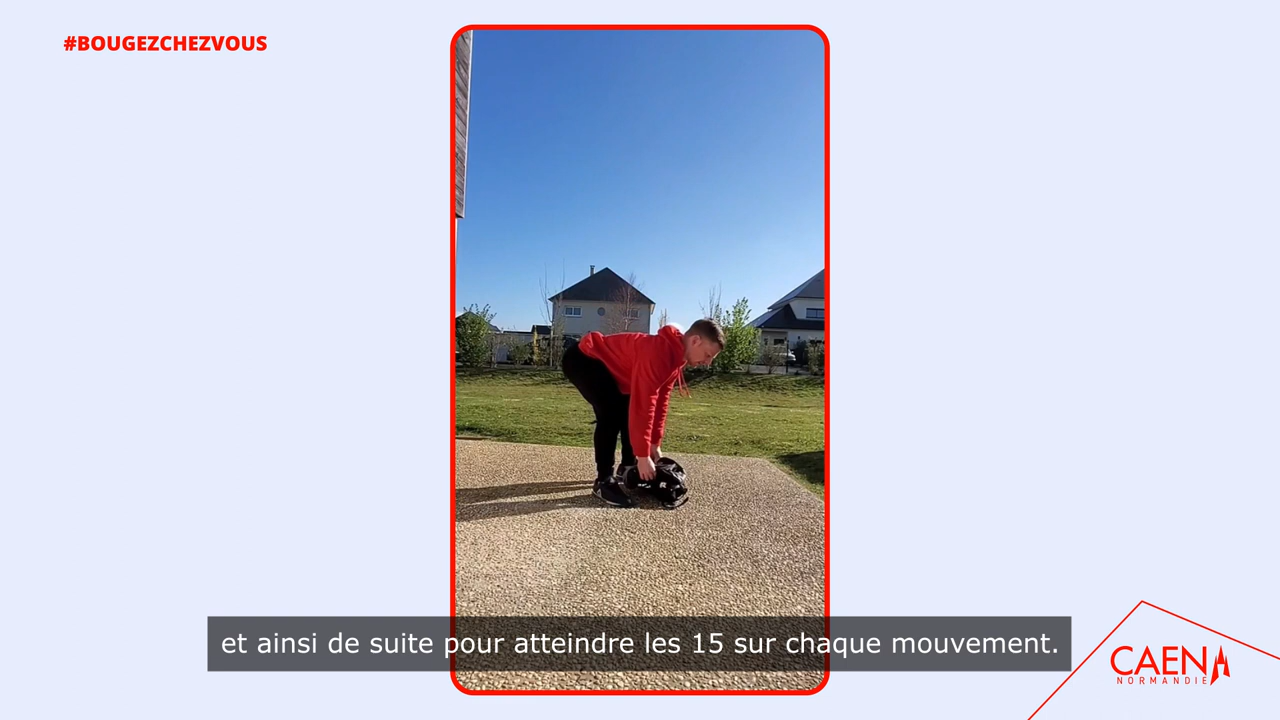 #BOUGEZCHEZVOUS
et ainsi de suite pour atteindre les 15 sur chaque mouvement.
CAEN
NORMANDIE